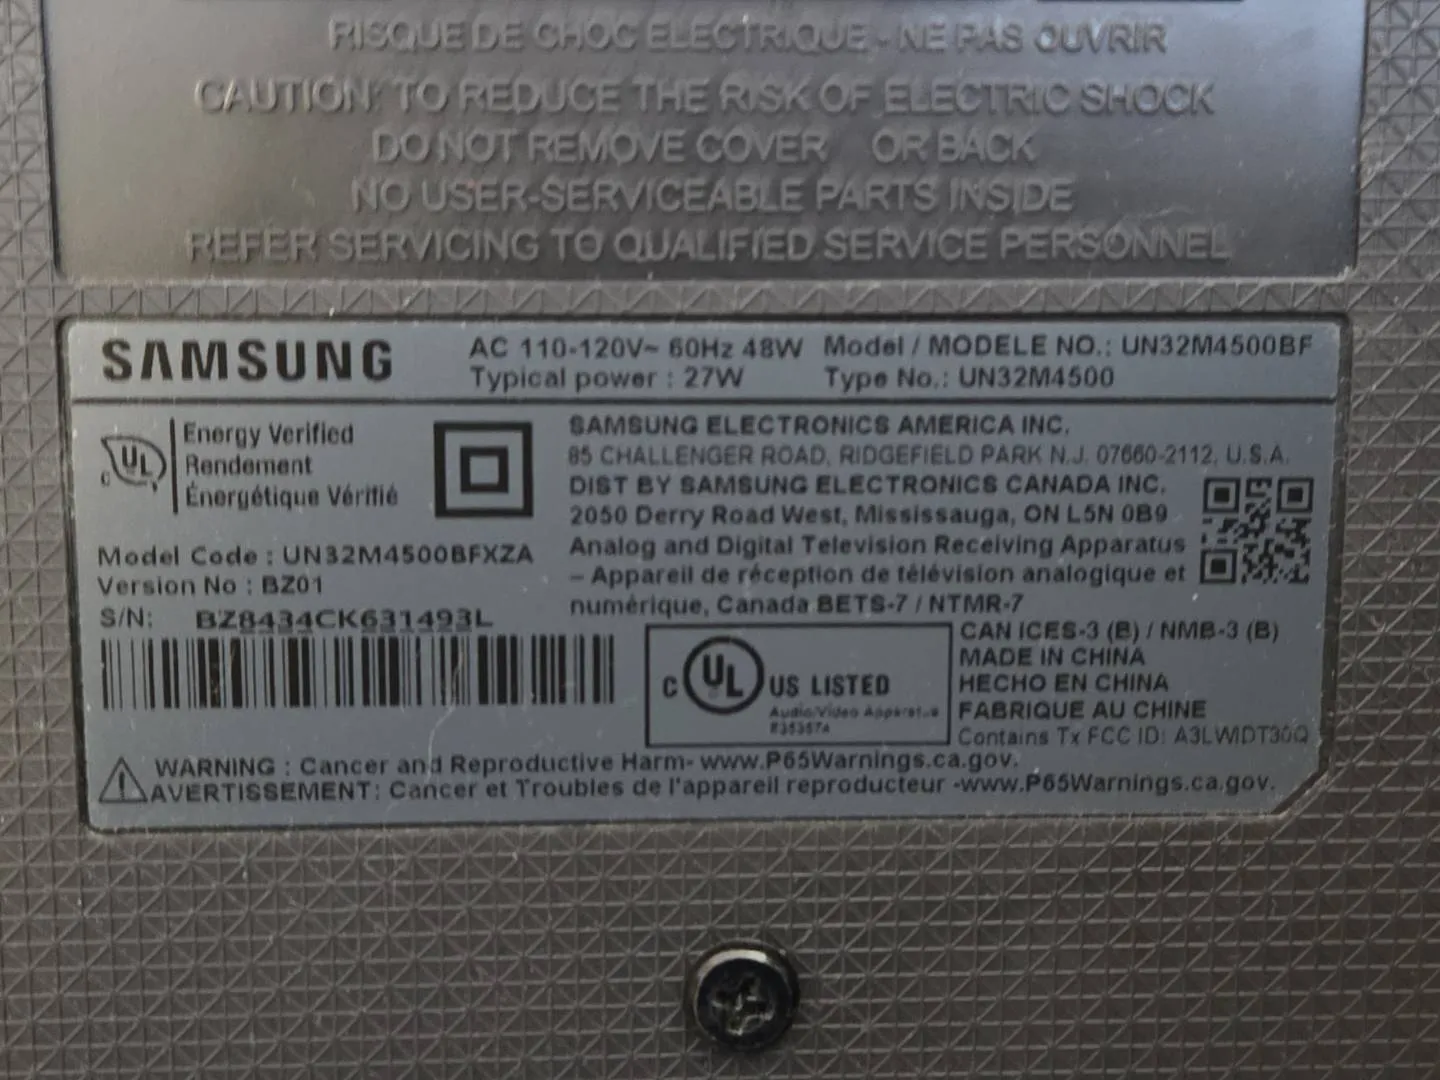 RISQUE DE CHOC ELECTRIQUE - NE PAS OUVRIR
CAUTION: TO REDUCE THE RISK OF ELECTRIC SHOCK
DO NOT REMOVE COVER OR BACK
NO USER-SERVICEABLE PARTS INSIDE
REFER SERVICING TO QUALIFIED SERVICE PERSONNEL
SAMSUNG
AC 110-120V~ 60Hz 48W
Typical power : 27W
Model / MODELE NO.: UN32M4500BF
Type No.: UN32M4500
c UL
Energy Verified
Rendement
Énergétique Vérifié
Model Code : UN32M4500BFXZA
Version No : BZ01
S/N: BZ8434CK631493L
SAMSUNG ELECTRONICS AMERICA INC.
85 CHALLENGER ROAD, RIDGEFIELD PARK N.J. 07660-2112, U.S.A.
DIST BY SAMSUNG ELECTRONICS CANADA INC.
2050 Derry Road West, Mississauga, ON L5N 0B9
Analog and Digital Television Receiving Apparatus
– Appareil de réception de télévision analogique et
numérique, Canada BETS-7 / NTMR-7
C UL US LISTED
Audio/Video Apparatus
CAN ICES-3 (B) / NMB-3 (B)
MADE IN CHINA
HECHO EN CHINA
FABRIQUE AU CHINE
Contains Tx FCC ID: A3LWIDT30Q
WARNING : Cancer and Reproductive Harm- www.P65Warnings.ca.gov.
AVERTISSEMENT : Cancer et Troubles de l'appareil reproducteur -www.P65Warnings.ca.gov.